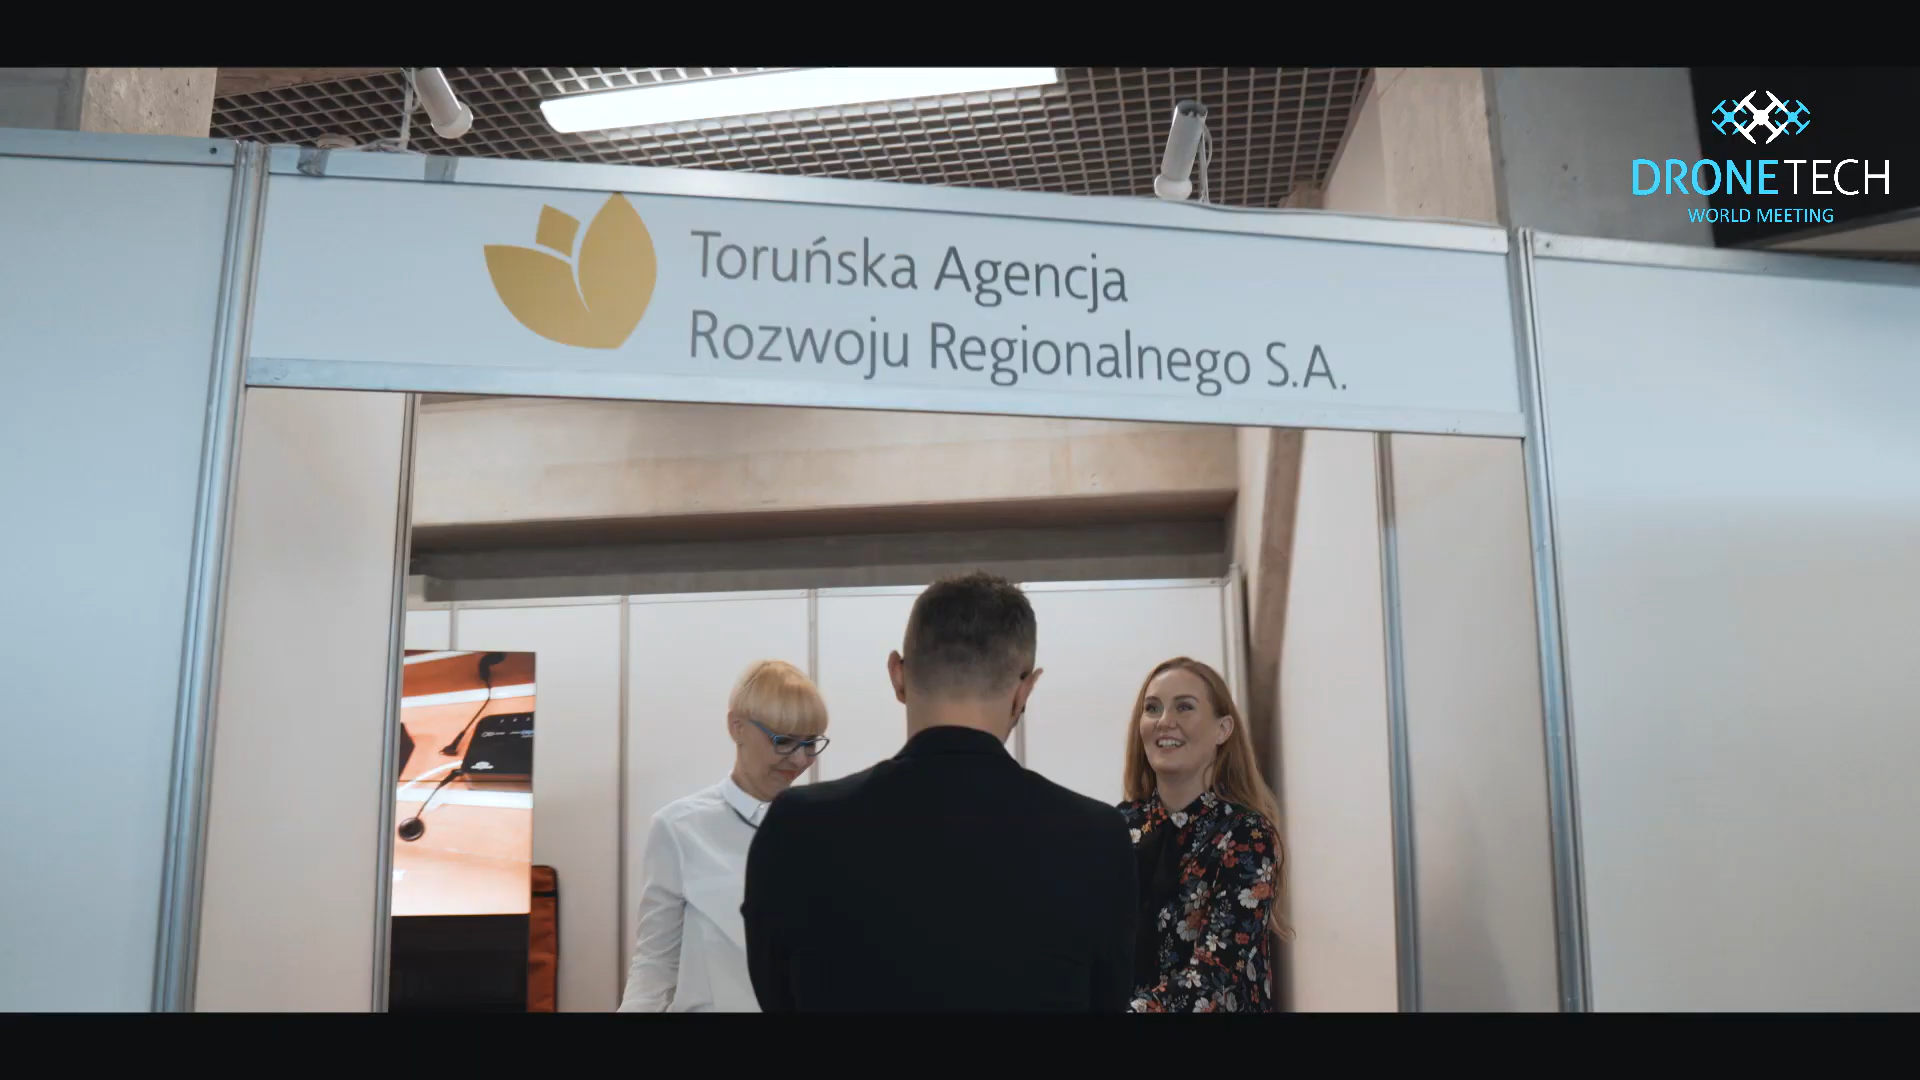 DRONETECH
WORLD MEETING
Toruńska Agencja
Rozwoju Regionalnego S.A.